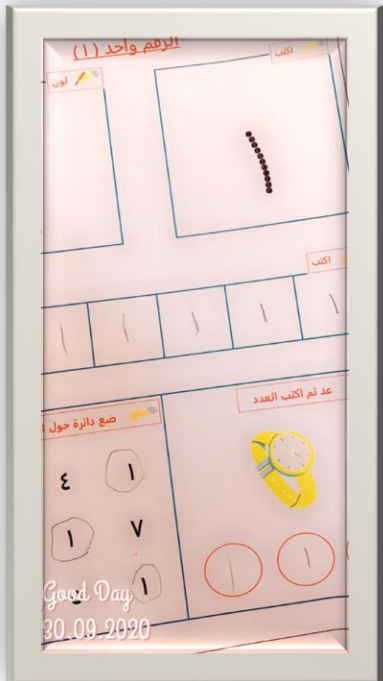 الرقم واحد (١)
اكتب
لون
١
اكتب
١ ١ ١ ١ ١
عد ثم اكتب العدد
١ ١
ضع دائرة حول
١ ٤
٧ ١
١
Good Day
30.09.2020